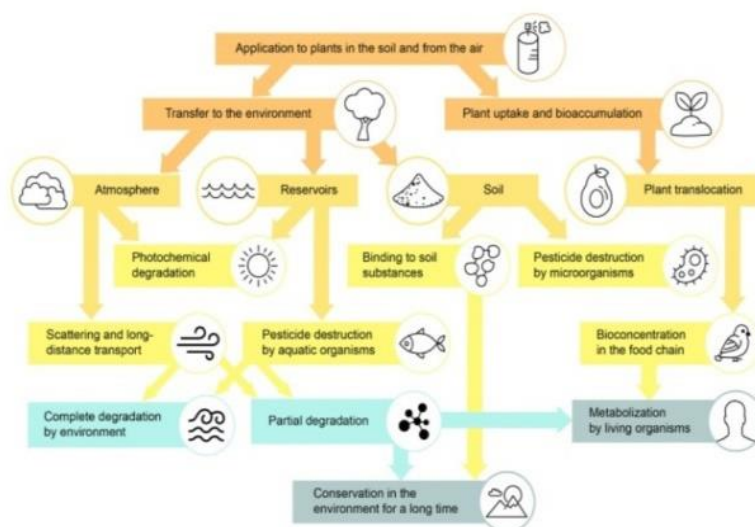 Application to plants in the soil and from the air
Transfer to the environment
Plant uptake and bioaccumulation
Atmosphere
Reservoirs
Soil
Plant translocation
Photochemical
degradation
Binding to soil
substances
Pesticide destruction
by microorganisms
Scattering and long-
distance transport
Pesticide destruction
by aquatic organisms
Bioconcentration
in the food chain
Complete degradation
by environment
Partial degradation
Metabolization
by living organisms
Conservation in the
environment for a long time